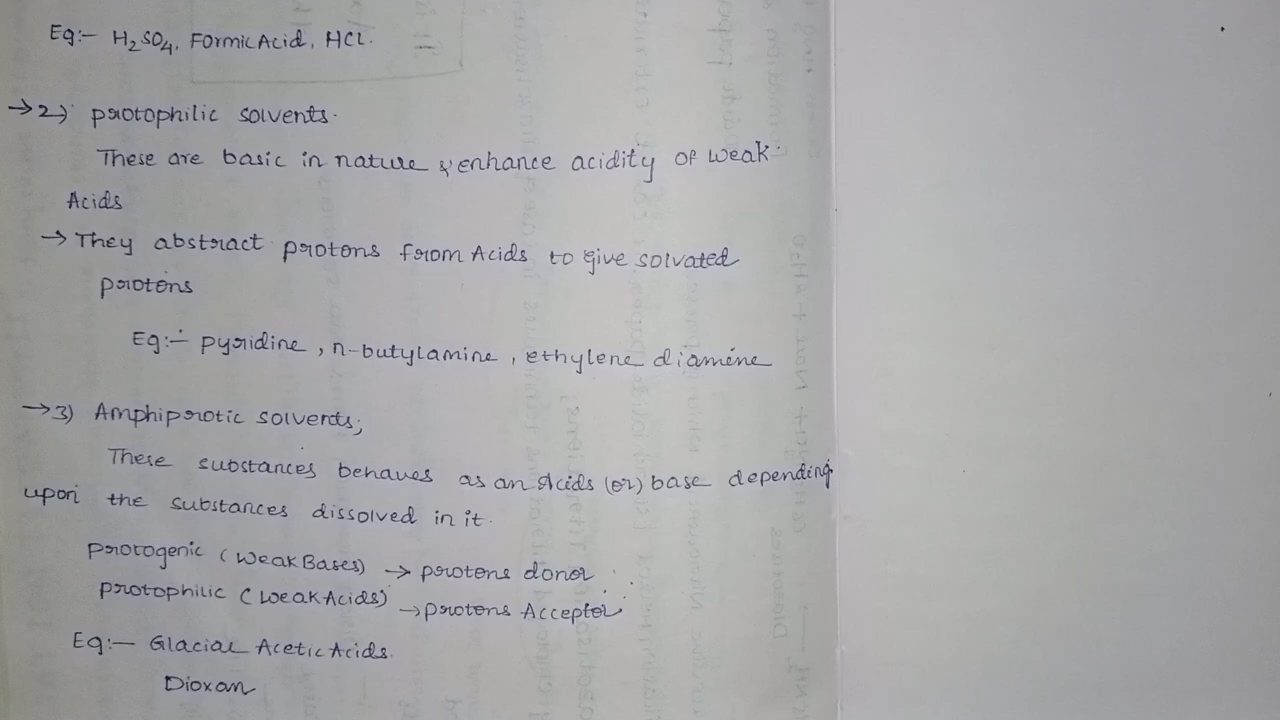 Eg:- H₂SO₄, Formic Acid, HCl.
→2) protophilic solvents.
These are basic in nature & enhance acidity of weak
Acids
→ They abstract protons from Acids to give solvated
protons
Eg:- pyridine, n-butylamine, ethylene diamine
→3) Amphiprotic solvents;
These substances behaves as an Acids (or) base depending
upon the substances dissolved in it.
protogenic (Weak Bases) → protons donor
protophilic (Weak Acids) → protons Acceptor
Eg:- Glacial Acetic Acids.
Dioxan